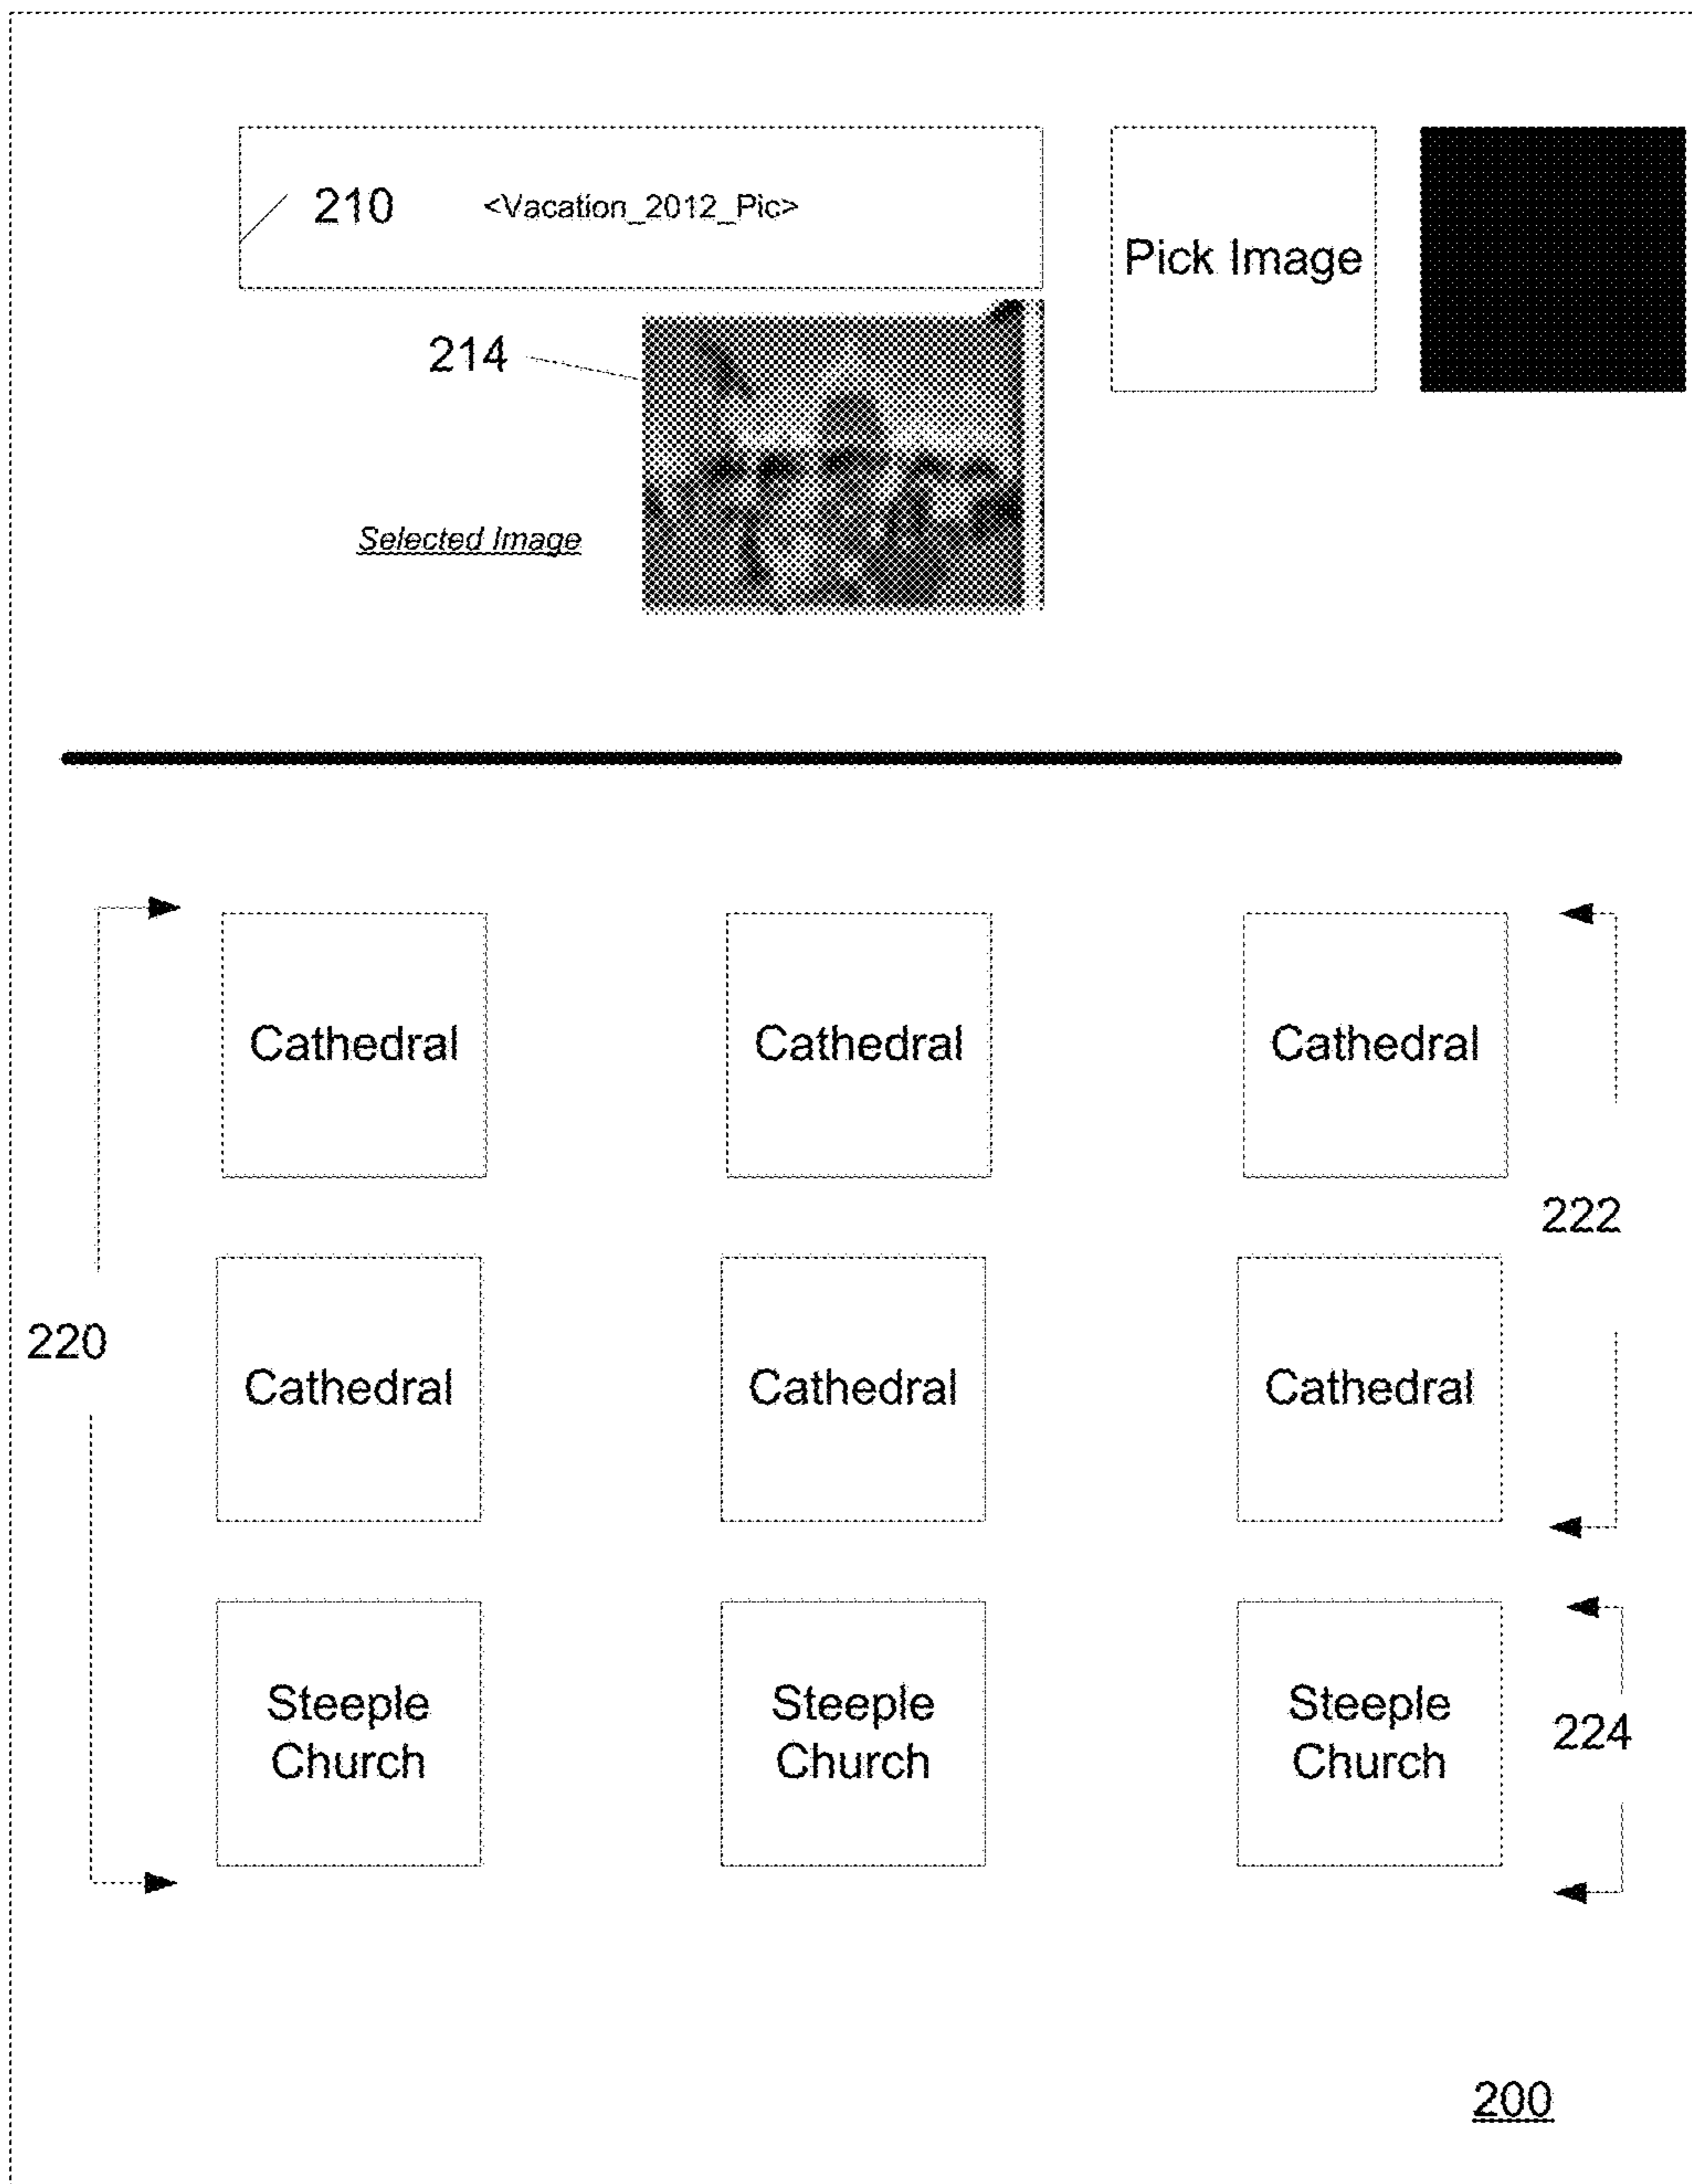 210 <Vacation_2012_Pic>
Pick Image
214
Selected Image
Cathedral Cathedral Cathedral
222
220
Cathedral Cathedral Cathedral
Steeple Steeple Steeple
Church Church Church
224
200